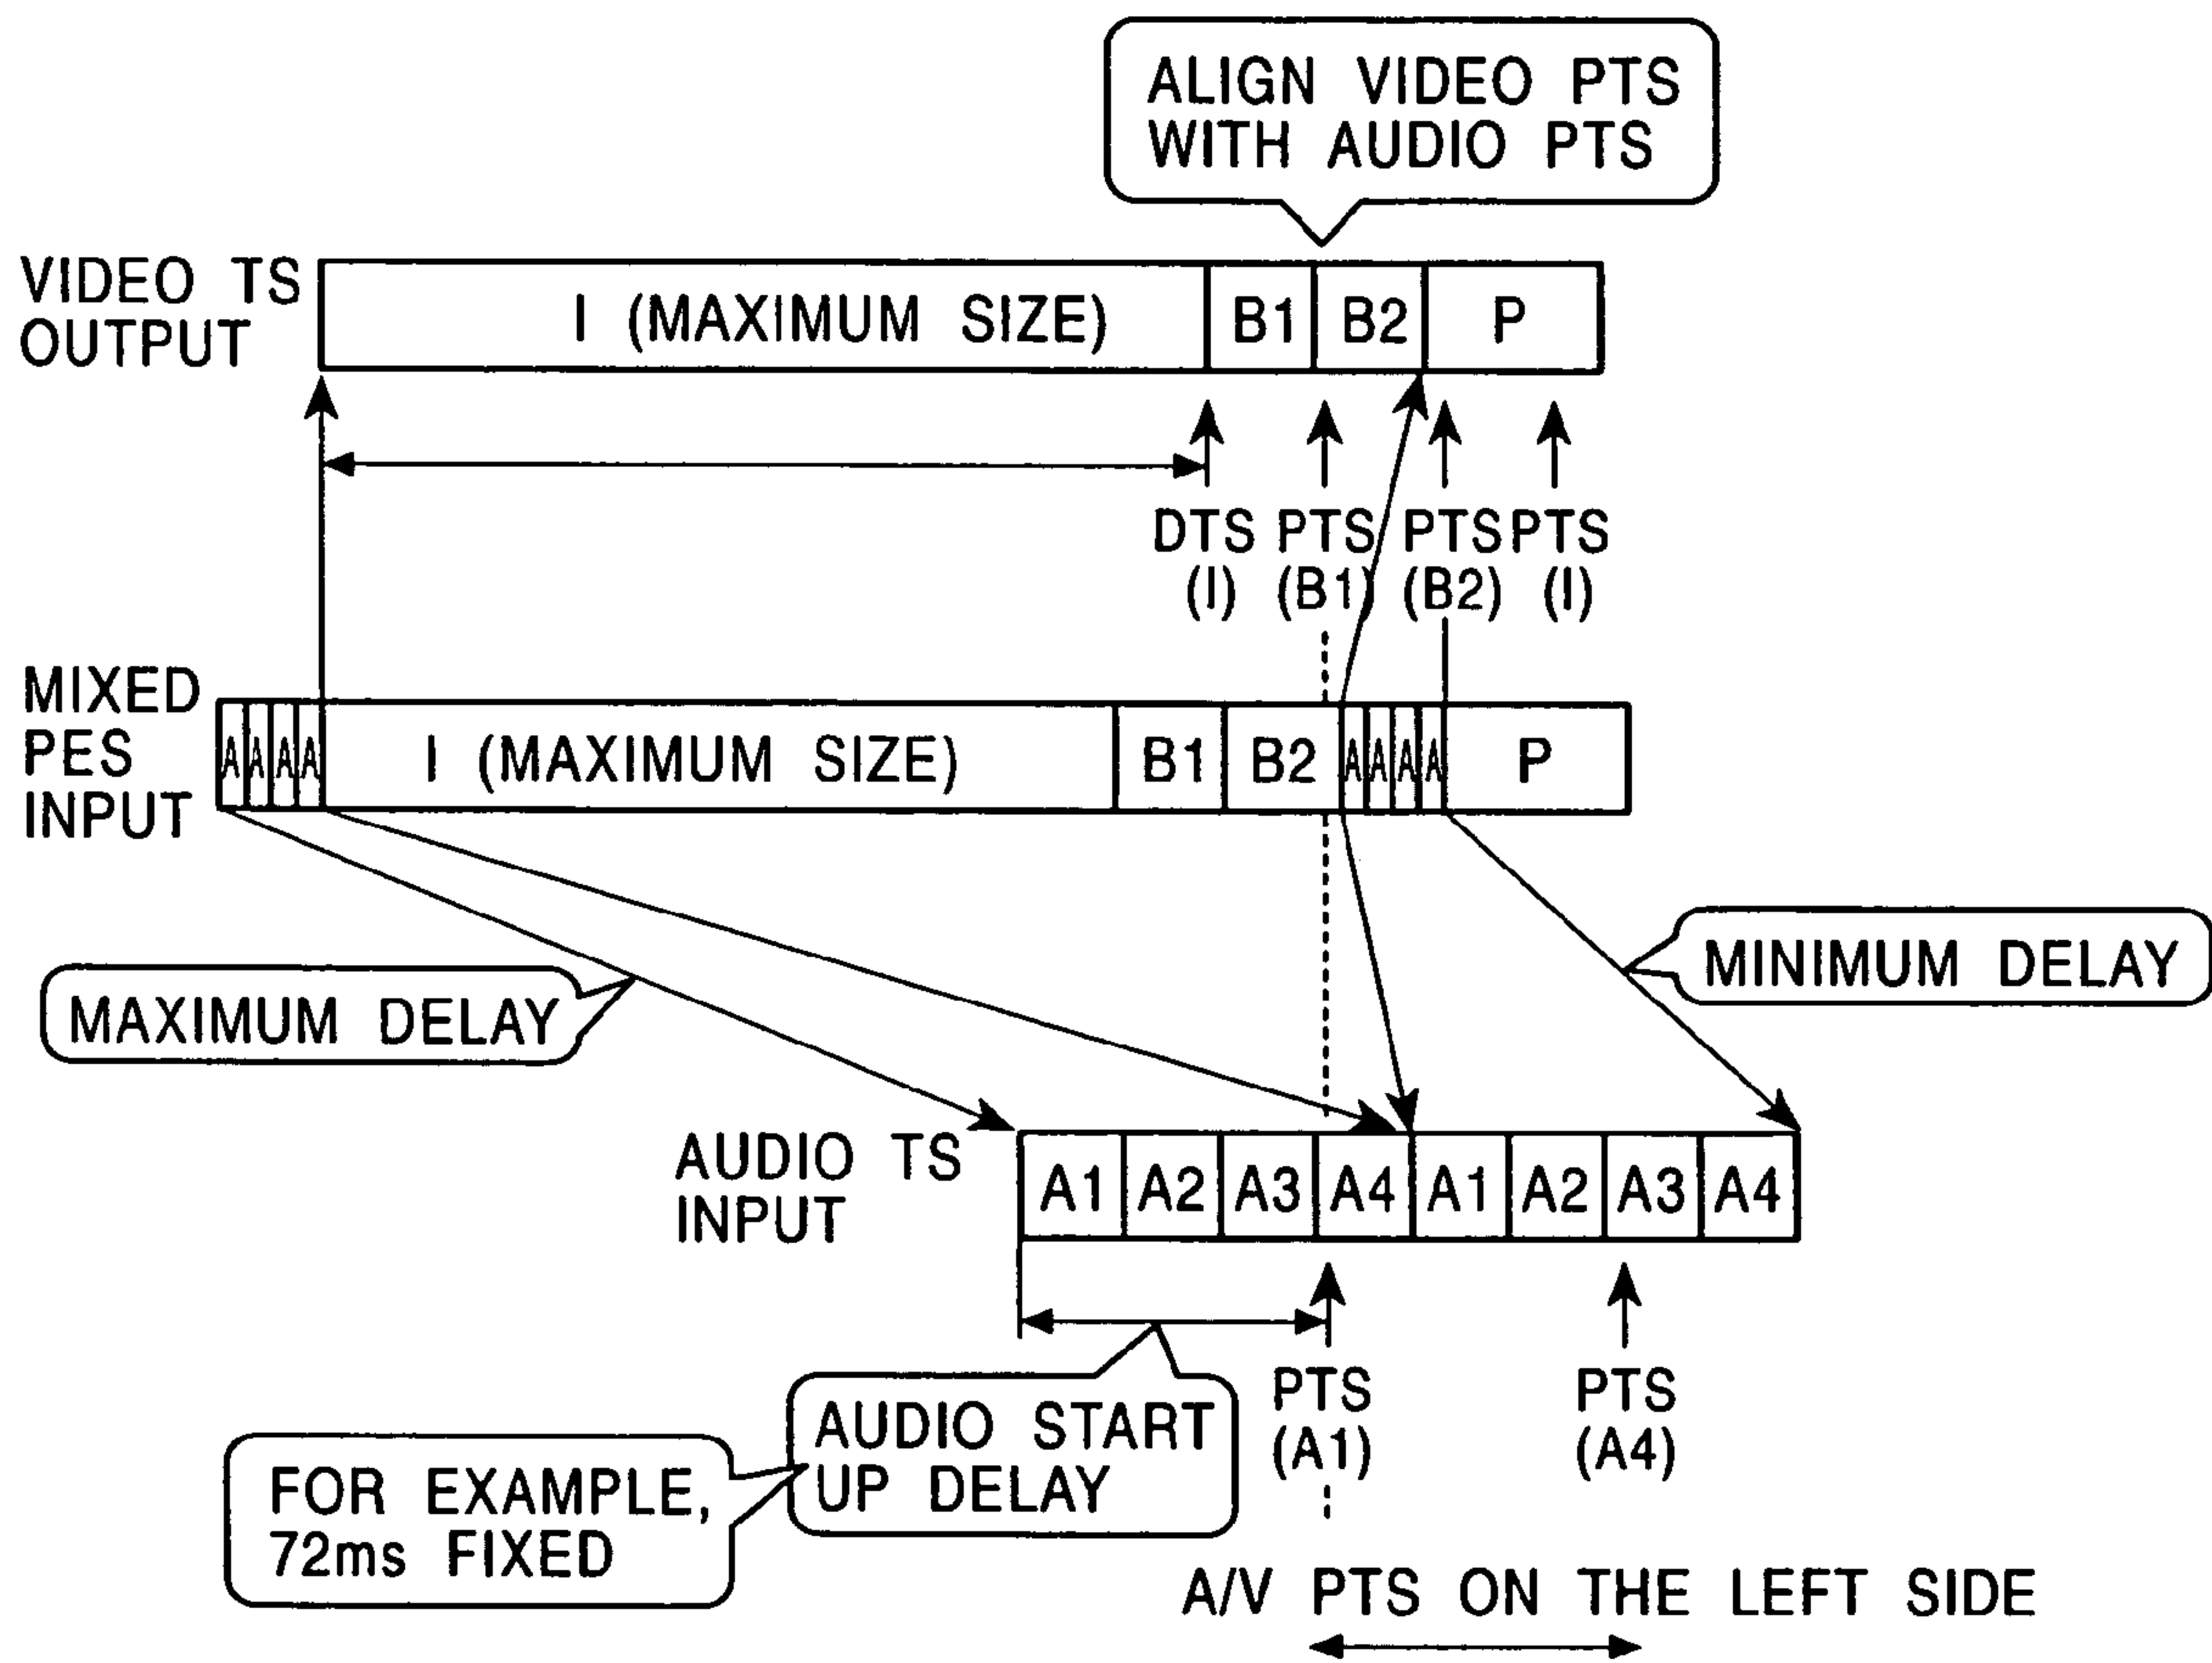 ALIGN VIDEO PTS
WITH AUDIO PTS
VIDEO TS
OUTPUT
I (MAXIMUM SIZE)
B1
B2
P
DTS
(I)
PTS
(B1)
PTS
(B2)
PTS
(I)
MIXED
PES
INPUT
A
A
A
A
I (MAXIMUM SIZE)
B1
B2
A
A
A
A
P
MAXIMUM DELAY
MINIMUM DELAY
AUDIO TS
INPUT
A1
A2
A3
A4
A1
A2
A3
A4
AUDIO START
UP DELAY
PTS
(A1)
PTS
(A4)
FOR EXAMPLE,
72ms FIXED
A/V PTS ON THE LEFT SIDE